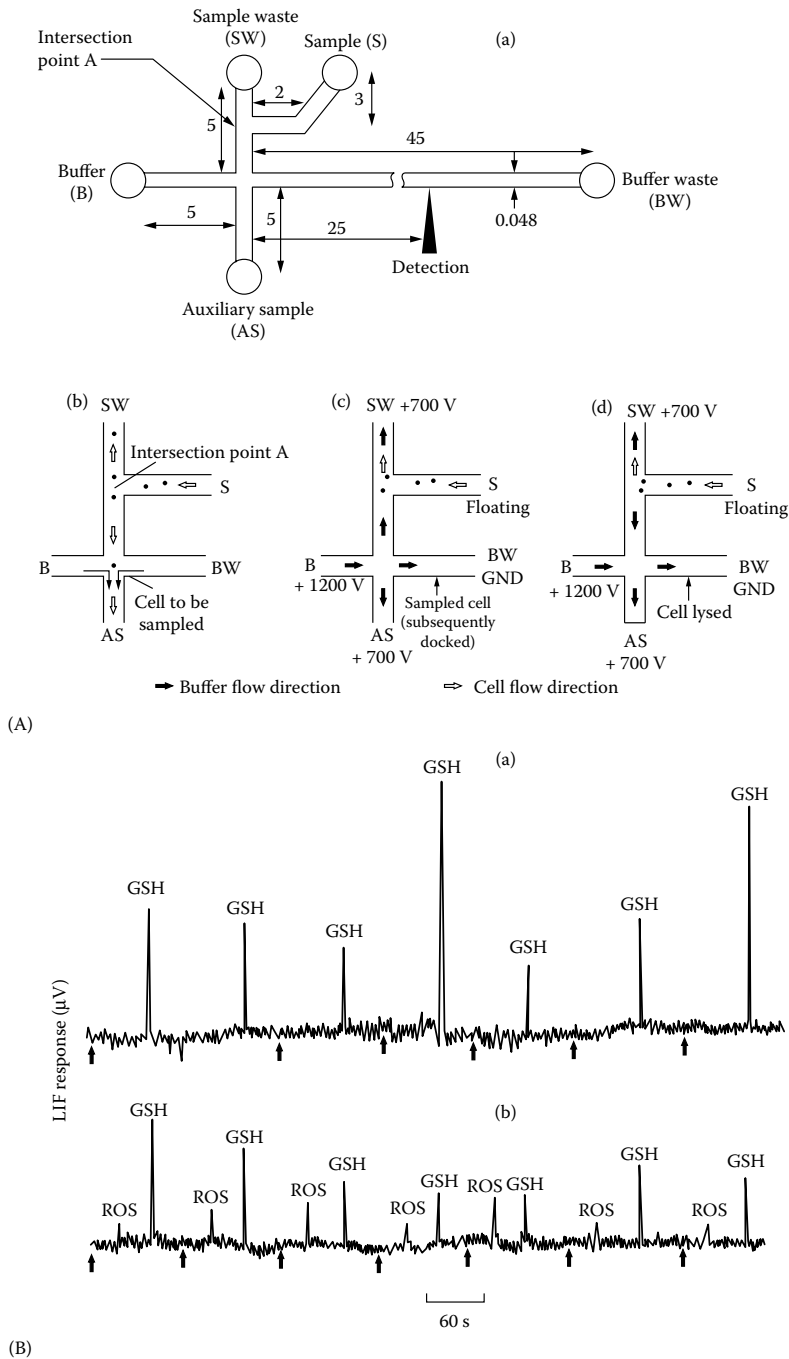 Sample waste
(SW)
Sample (S)
(a)
Intersection
point A
2
3
5
45
Buffer
(B)
Buffer waste
(BW)
5
5
25
0.048
Detection
Auxiliary sample
(AS)
(b)
SW
Intersection point A
S
B
BW
Cell to be
sampled
AS
(c)
SW +700 V
S
Floating
B
+ 1200 V
BW
GND
Sampled cell
(subsequently
docked)
AS
+ 700 V
(d)
SW +700 V
S
Floating
B
+ 1200 V
BW
GND
Cell lysed
AS
+ 700 V
Buffer flow direction
Cell flow direction
(A)
(a)
GSH
GSH
GSH
GSH
GSH
GSH
GSH
LIF response (µV)
(b)
ROS
GSH
ROS
GSH
ROS
GSH
ROS
GSH
ROS
GSH
ROS
GSH
ROS
GSH
60 s
(B)